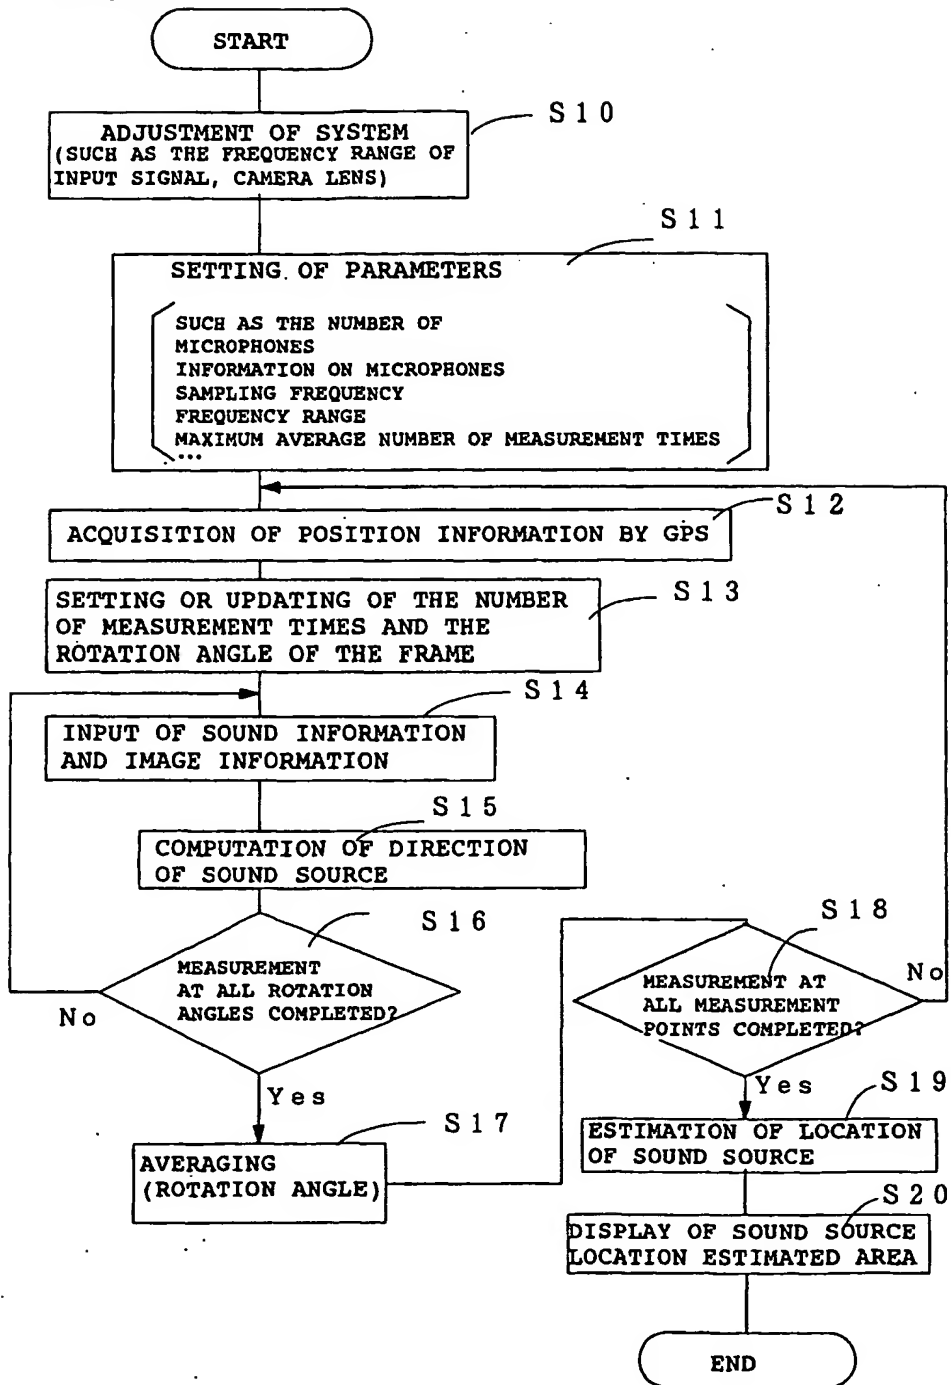 START
S10
ADJUSTMENT OF SYSTEM
(SUCH AS THE FREQUENCY RANGE OF
INPUT SIGNAL, CAMERA LENS)
S11
SETTING OF PARAMETERS
SUCH AS THE NUMBER OF
MICROPHONES
INFORMATION ON MICROPHONES
SAMPLING FREQUENCY
FREQUENCY RANGE
MAXIMUM AVERAGE NUMBER OF MEASUREMENT TIMES
...
S12
ACQUISITION OF POSITION INFORMATION BY GPS
S13
SETTING OR UPDATING OF THE NUMBER
OF MEASUREMENT TIMES AND THE
ROTATION ANGLE OF THE FRAME
S14
INPUT OF SOUND INFORMATION
AND IMAGE INFORMATION
S15
COMPUTATION OF DIRECTION
OF SOUND SOURCE
S16
MEASUREMENT
AT ALL ROTATION
ANGLES COMPLETED?
No
Yes
S17
AVERAGING
(ROTATION ANGLE)
S18
MEASUREMENT AT
ALL MEASUREMENT
POINTS COMPLETED?
No
Yes
S19
ESTIMATION OF LOCATION
OF SOUND SOURCE
S20
DISPLAY OF SOUND SOURCE
LOCATION ESTIMATED AREA
END